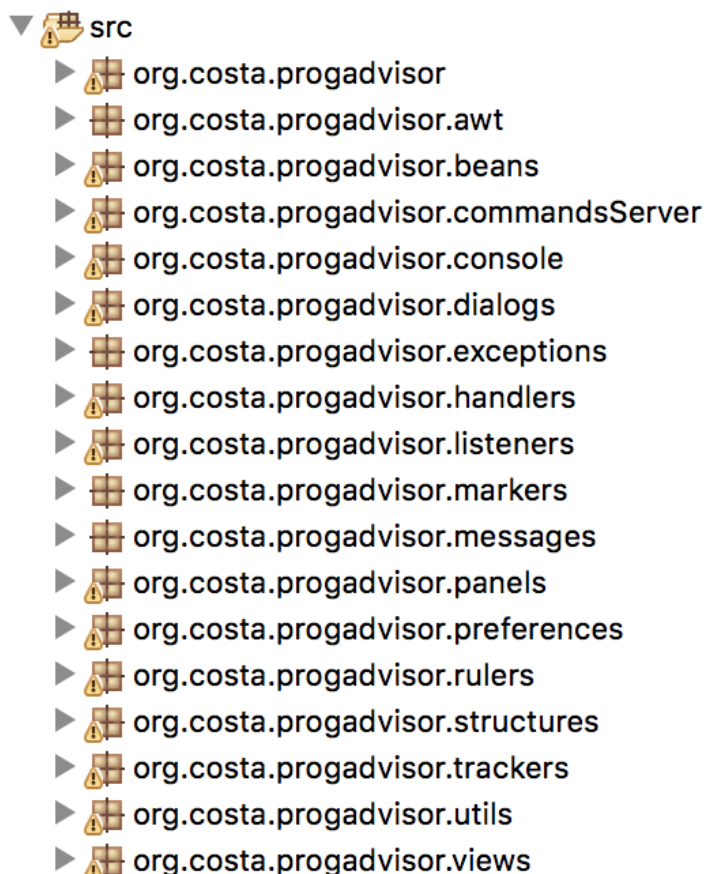 src
org.costa.progadvisor
org.costa.progadvisor.awt
org.costa.progadvisor.beans
org.costa.progadvisor.commandsServer
org.costa.progadvisor.console
org.costa.progadvisor.dialogs
org.costa.progadvisor.exceptions
org.costa.progadvisor.handlers
org.costa.progadvisor.listeners
org.costa.progadvisor.markers
org.costa.progadvisor.messages
org.costa.progadvisor.panels
org.costa.progadvisor.preferences
org.costa.progadvisor.rulers
org.costa.progadvisor.structures
org.costa.progadvisor.trackers
org.costa.progadvisor.utils
org.costa.progadvisor.views